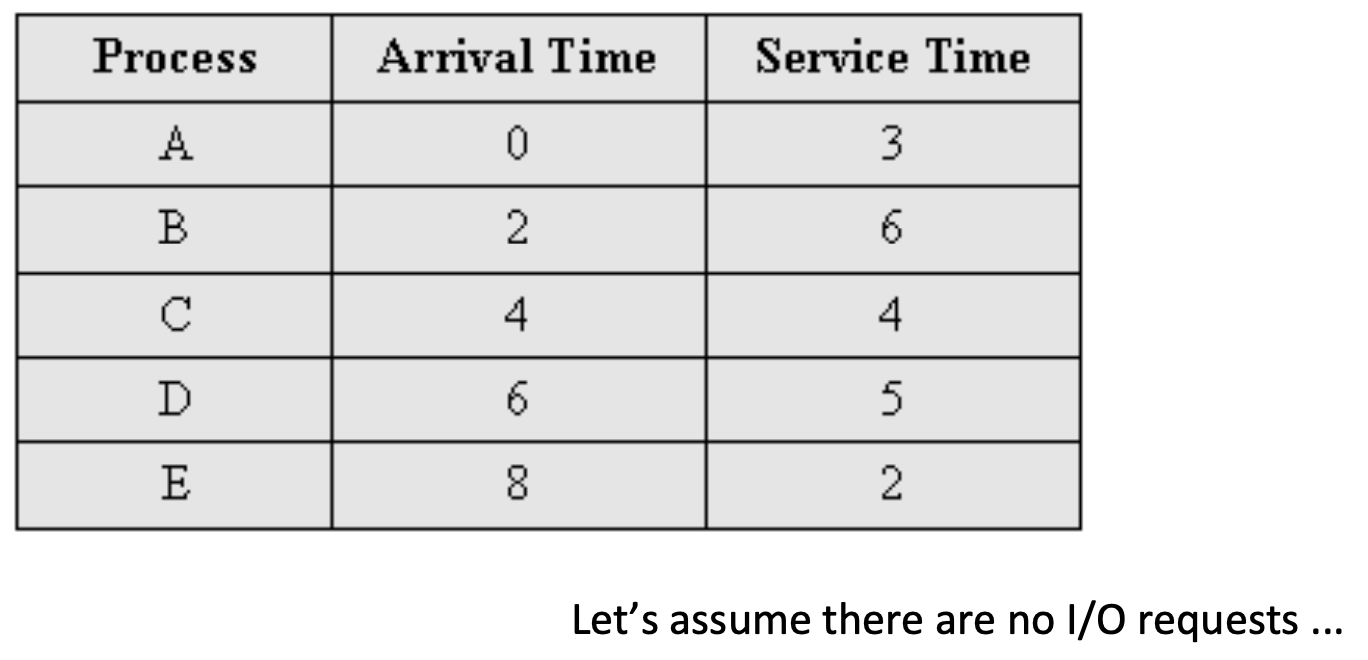 Process Arrival Time Service Time
A 0 3
B 2 6
C 4 4
D 6 5
E 8 2
Let’s assume there are no I/O requests ...